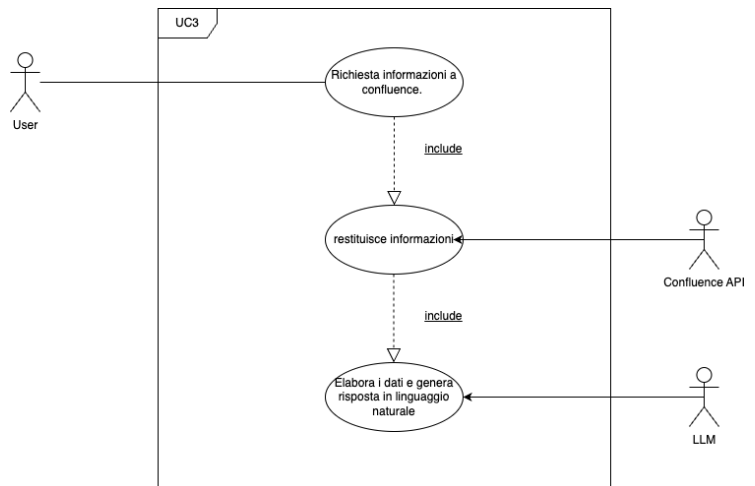 UC3
Richiesta informazioni a
confluence.
User
include
restituisce informazioni
Confluence API
include
Elabora i dati e genera
risposta in linguaggio
naturale
LLM